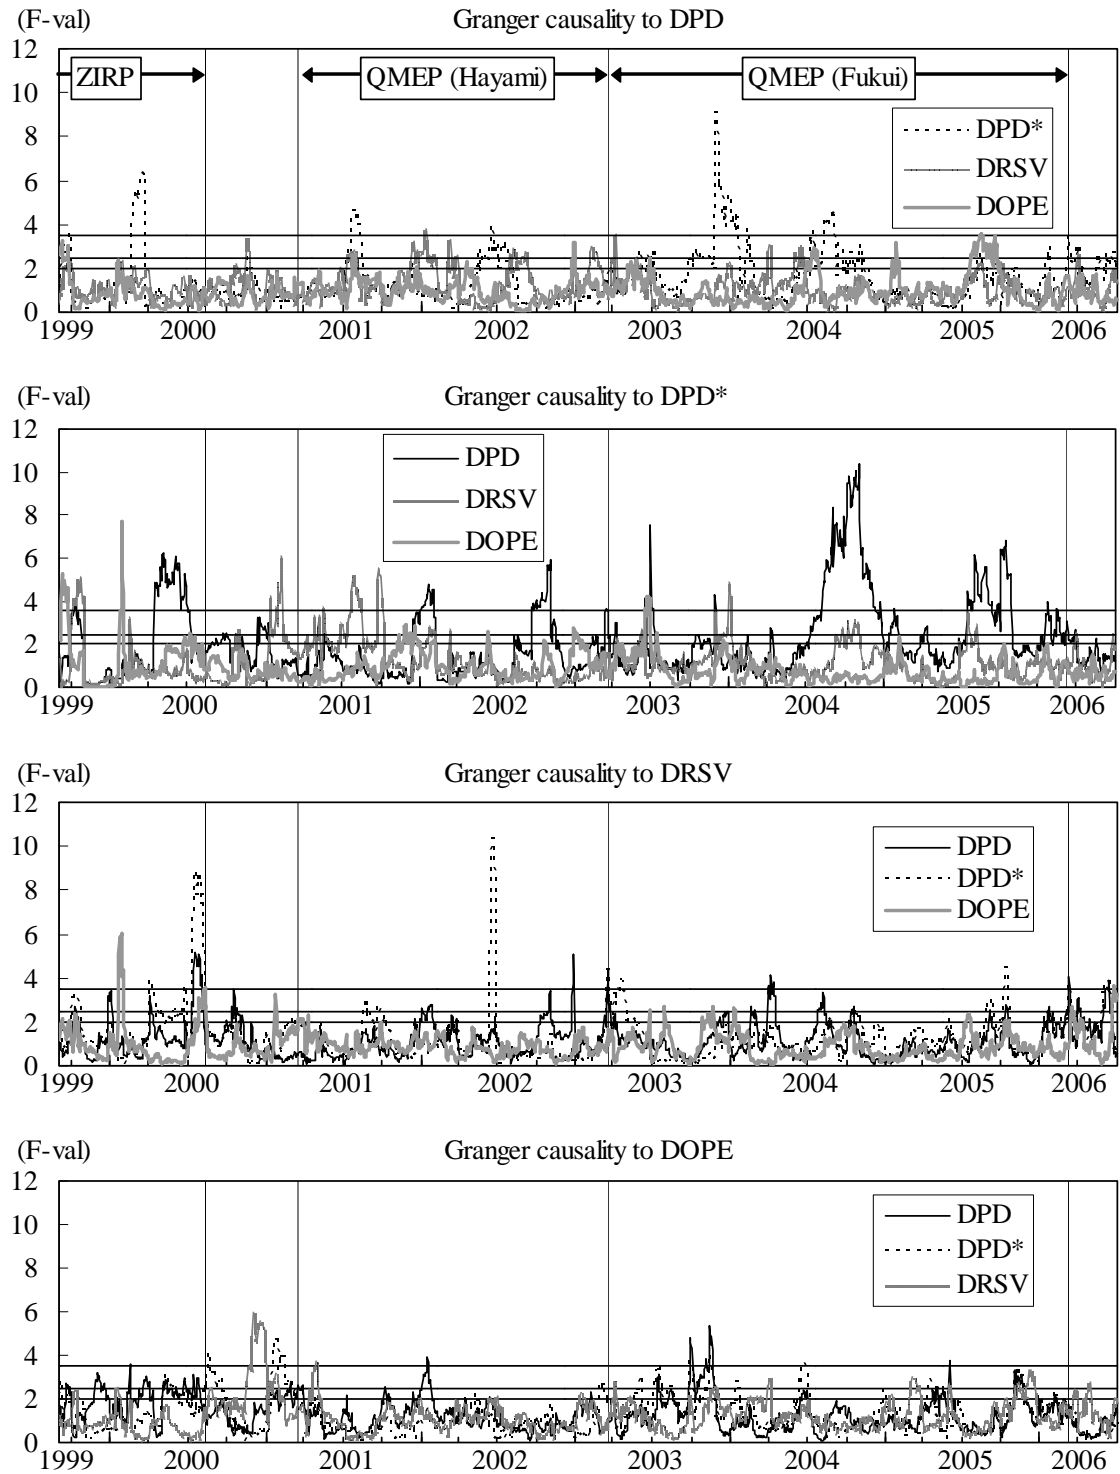 (F-val)
Granger causality to DPD
12
ZIRP
QMEP (Hayami)
QMEP (Fukui)
10
DPD*
8
DRSV
6
DOPE
4
2
0
1999 2000 2001 2002 2003 2004 2005 2006
(F-val)
Granger causality to DPD*
12
DPD
10
DRSV
8
DOPE
6
4
2
0
1999 2000 2001 2002 2003 2004 2005 2006
(F-val)
Granger causality to DRSV
12
DPD
10
DPD*
8
DOPE
6
4
2
0
1999 2000 2001 2002 2003 2004 2005 2006
(F-val)
Granger causality to DOPE
12
DPD
10
DPD*
8
DRSV
6
4
2
0
1999 2000 2001 2002 2003 2004 2005 2006